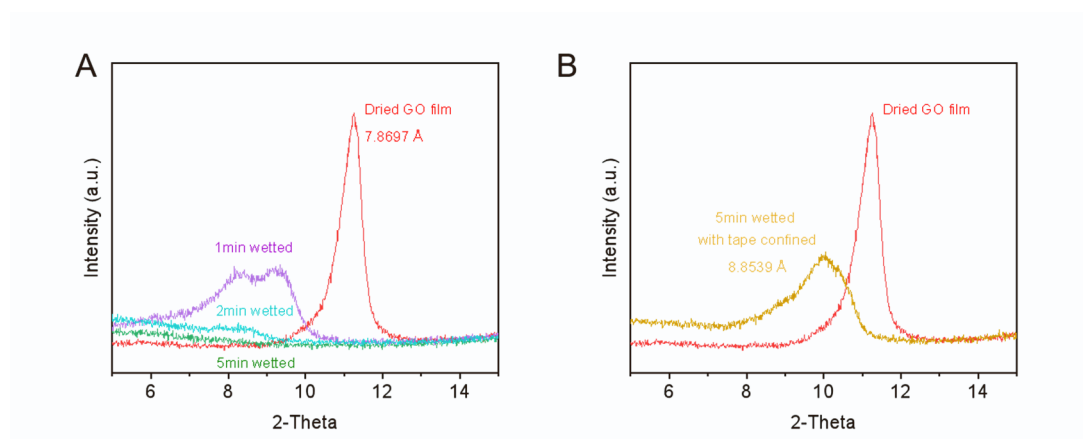 A
Intensity (a.u.)
Dried GO film
7.8697 Å
1min wetted
2min wetted
5min wetted
6 8 10 12 14
2-Theta
B
Intensity (a.u.)
Dried GO film
5min wetted
with tape confined
8.8539 Å
6 8 10 12 14
2-Theta